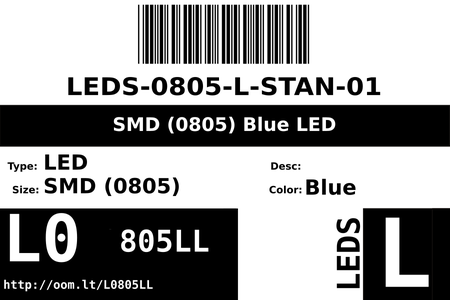 LEDS-0805-L-STAN-01
SMD (0805) Blue LED
Type: LED
Desc:
Size: SMD (0805)
Color: Blue
L0 805LL
http://oom.lt/L0805LL
LEDS
L